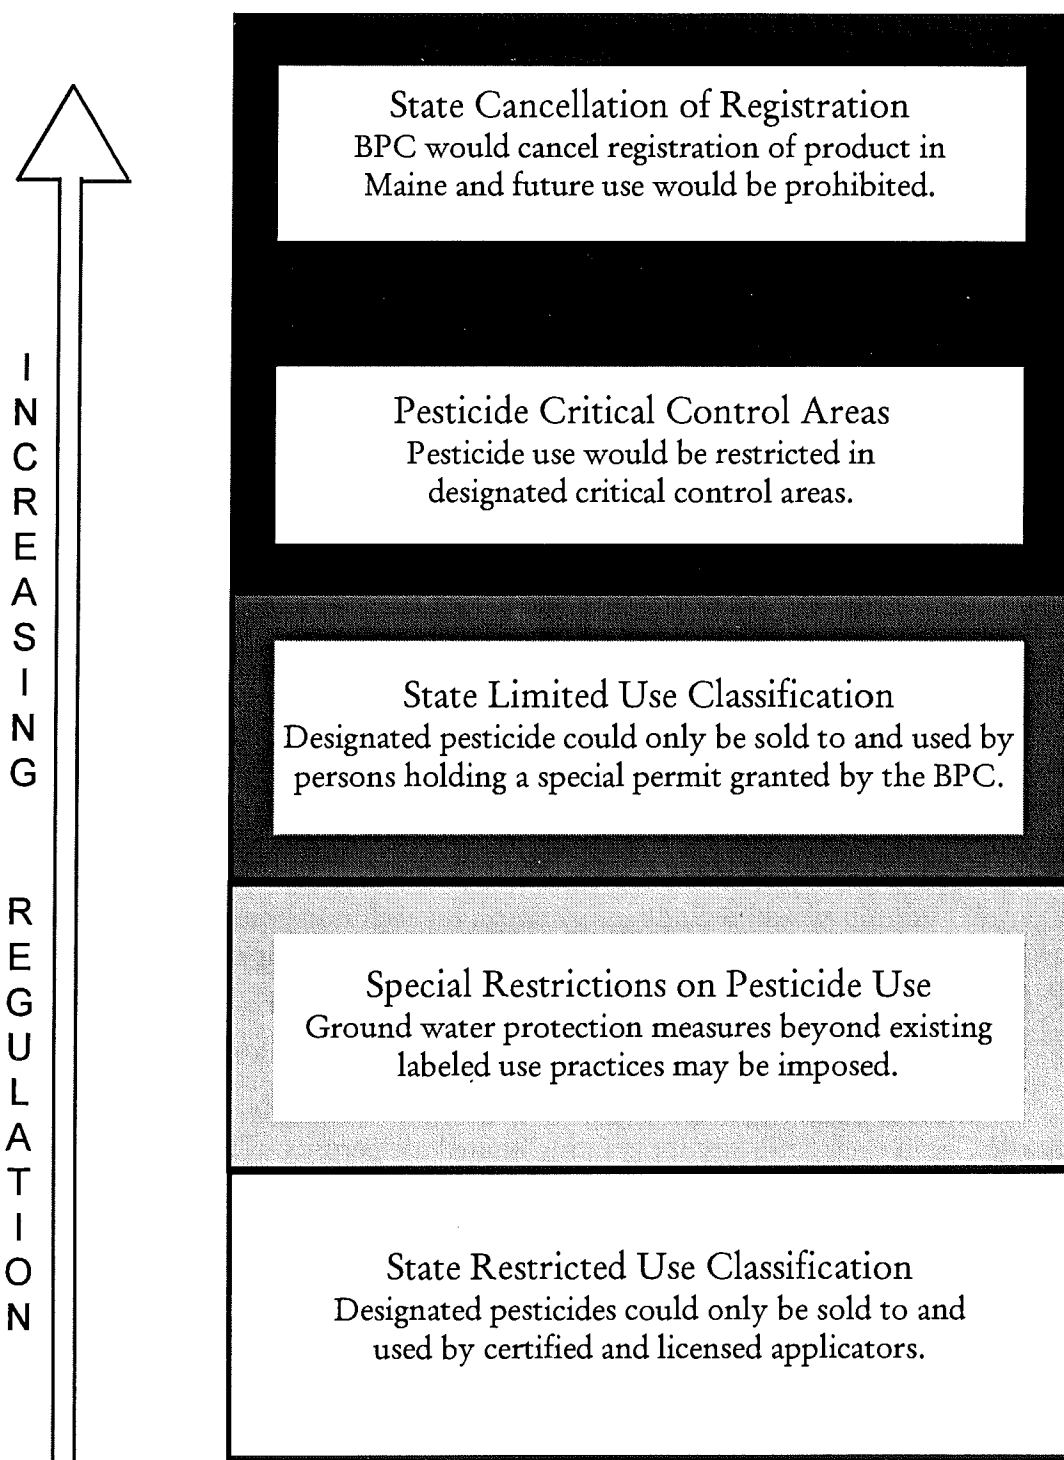 INCREASING REGULATION
State Cancellation of Registration
BPC would cancel registration of product in
Maine and future use would be prohibited.
Pesticide Critical Control Areas
Pesticide use would be restricted in
designated critical control areas.
State Limited Use Classification
Designated pesticide could only be sold to and used by
persons holding a special permit granted by the BPC.
Special Restrictions on Pesticide Use
Ground water protection measures beyond existing
labeled use practices may be imposed.
State Restricted Use Classification
Designated pesticides could only be sold to and
used by certified and licensed applicators.